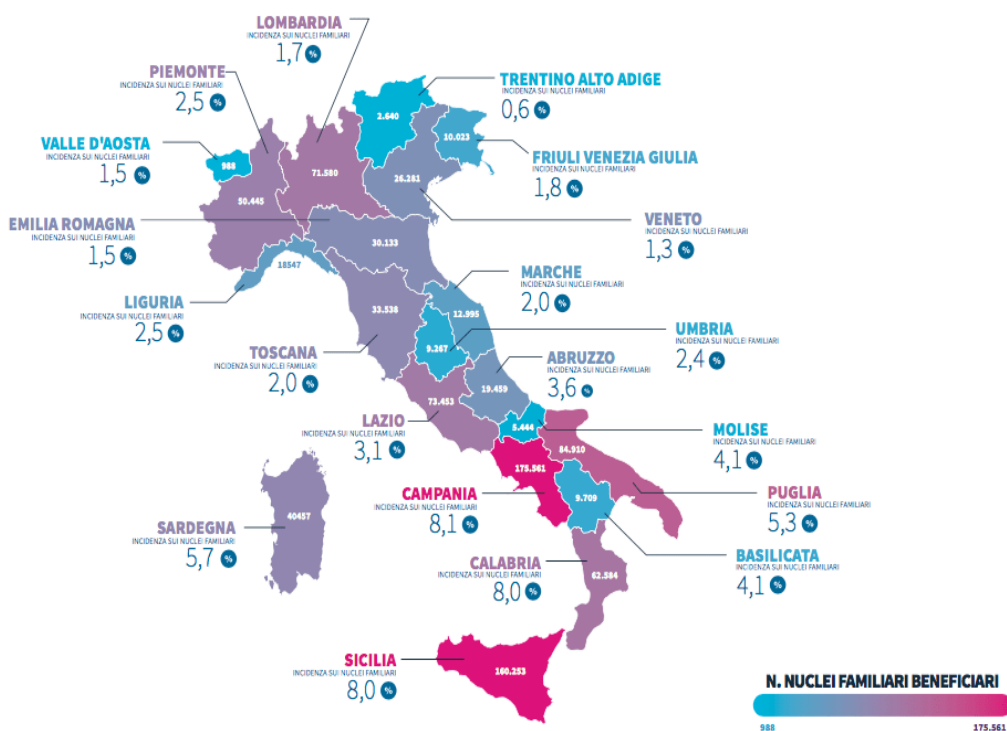 LOMBARDIA
INCIDENZA SUI NUCLEI FAMILIARI
1,7 %
PIEMONTE
INCIDENZA SUI NUCLEI FAMILIARI
2,5 %
TRENTINO ALTO ADIGE
INCIDENZA SUI NUCLEI FAMILIARI
0,6 %
2.640
10.023
VALLE D'AOSTA
INCIDENZA SUI NUCLEI FAMILIARI
1,5 %
988
71.580
26.281
FRIULI VENEZIA GIULIA
INCIDENZA SUI NUCLEI FAMILIARI
1,8 %
50.445
EMILIA ROMAGNA
INCIDENZA SUI NUCLEI FAMILIARI
1,5 %
30.133
VENETO
INCIDENZA SUI NUCLEI FAMILIARI
1,3 %
18547
LIGURIA
INCIDENZA SUI NUCLEI FAMILIARI
2,5 %
MARCHE
INCIDENZA SUI NUCLEI FAMILIARI
2,0 %
33.538
12.995
TOSCANA
INCIDENZA SUI NUCLEI FAMILIARI
2,0 %
9.267
UMBRIA
INCIDENZA SUI NUCLEI FAMILIARI
2,4 %
ABRUZZO
INCIDENZA SUI NUCLEI FAMILIARI
3,6 %
19.459
73.453
LAZIO
INCIDENZA SUI NUCLEI FAMILIARI
3,1 %
5.444
MOLISE
INCIDENZA SUI NUCLEI FAMILIARI
4,1 %
84.910
175.561
CAMPANIA
INCIDENZA SUI NUCLEI FAMILIARI
8,1 %
9.709
PUGLIA
INCIDENZA SUI NUCLEI FAMILIARI
5,3 %
40457
SARDEGNA
INCIDENZA SUI NUCLEI FAMILIARI
5,7 %
BASILICATA
INCIDENZA SUI NUCLEI FAMILIARI
4,1 %
CALABRIA
INCIDENZA SUI NUCLEI FAMILIARI
8,0 %
62.584
SICILIA
INCIDENZA SUI NUCLEI FAMILIARI
8,0 %
160.253
N. NUCLEI FAMILIARI BENEFICIARI
988
175.561